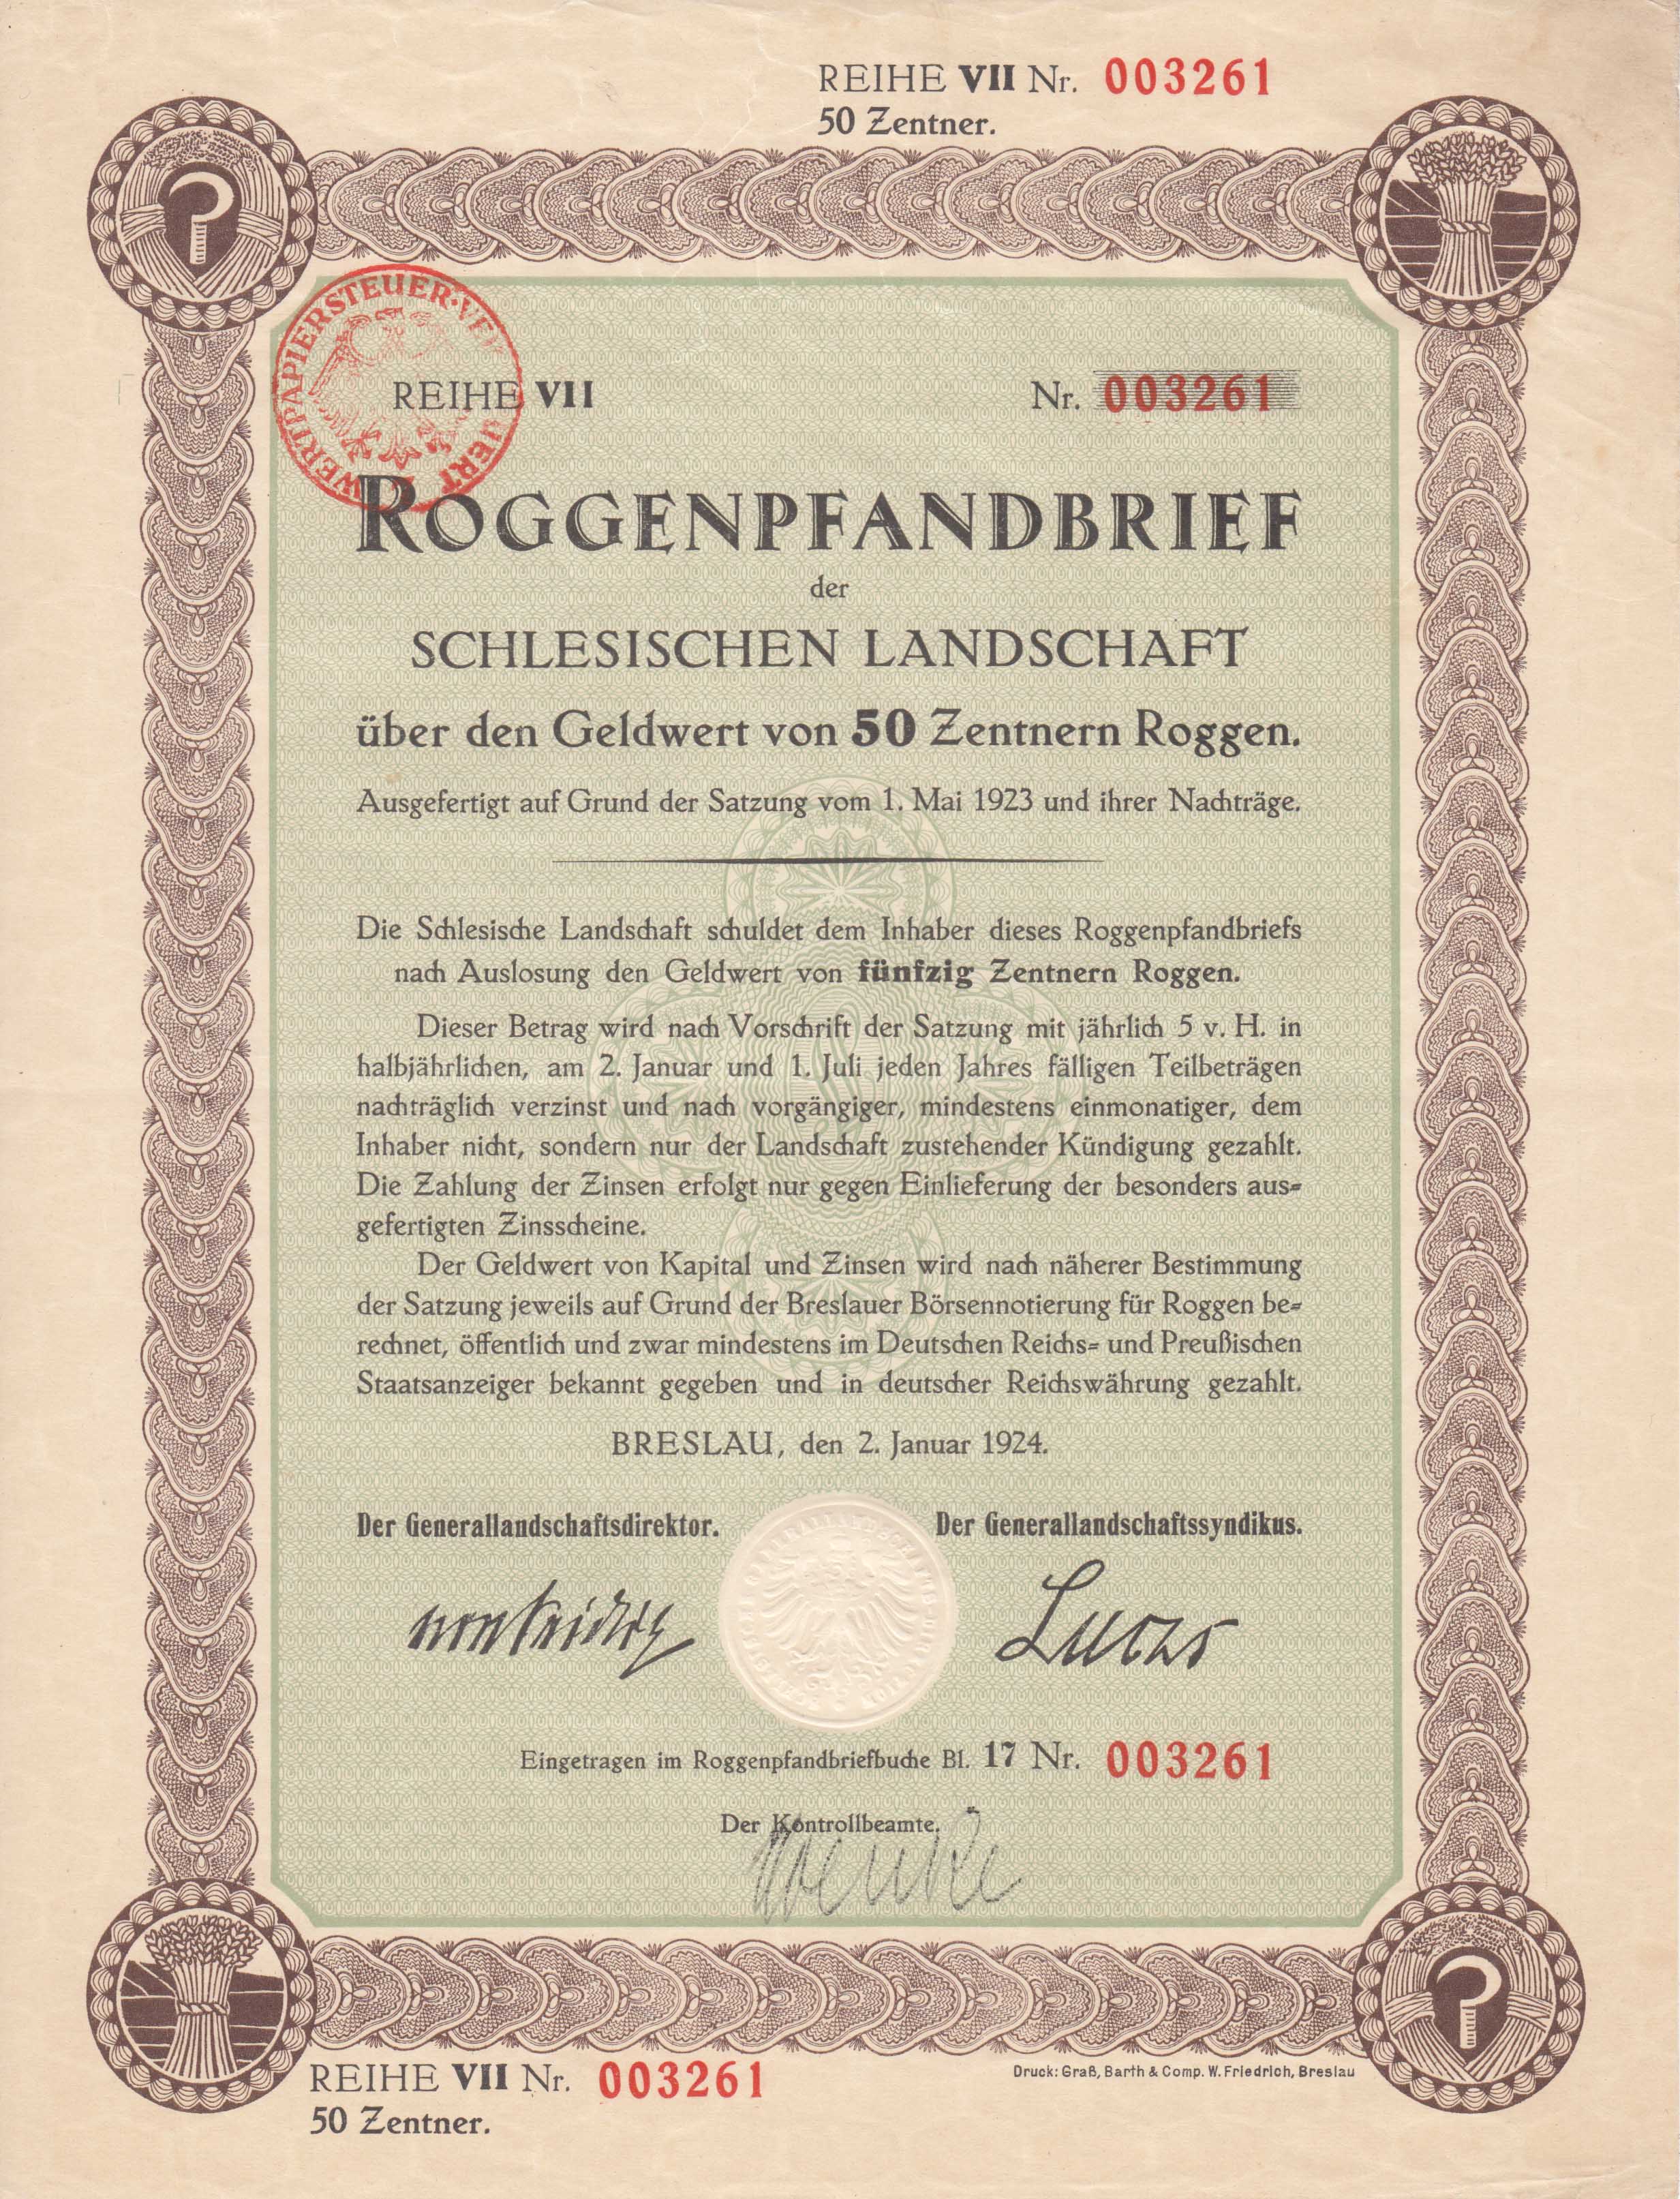 REIHE VII Nr. 003261
50 Zentner.
WERTPAPIERSTEUER·VE
UERT
REIHE VII
Nr. 003261
ROGGENPFANDBRIEF
der
SCHLESISCHEN LANDSCHAFT
über den Geldwert von 50 Zentnern Roggen.
Ausgefertigt auf Grund der Satzung vom 1. Mai 1923 und ihrer Nachträge.
Die Schlesische Landschaft schuldet dem Inhaber dieses Roggenpfandbriefs
nach Auslosung den Geldwert von fünfzig Zentnern Roggen.
Dieser Betrag wird nach Vorschrift der Satzung mit jährlich 5 v. H. in
halbjährlichen, am 2. Januar und 1. Juli jeden Jahres fälligen Teilbeträgen
nachträglich verzinst und nach vorgängiger, mindestens einmonatiger, dem
Inhaber nicht, sondern nur der Landschaft zustehender Kündigung gezahlt.
Die Zahlung der Zinsen erfolgt nur gegen Einlieferung der besonders aus=
gefertigten Zinsscheine.
Der Geldwert von Kapital und Zinsen wird nach näherer Bestimmung
der Satzung jeweils auf Grund der Breslauer Börsennotierung für Roggen be=
rechnet, öffentlich und zwar mindestens im Deutschen Reichs= und Preußischen
Staatsanzeiger bekannt gegeben und in deutscher Reichswährung gezahlt.
BRESLAU, den 2. Januar 1924.
Der Generallandschaftsdirektor.
Der Generallandschaftssyndikus.
Lucas
Eingetragen im Roggenpfandbriefbuche Bl. 17 Nr. 003261
Der Kontrollbeamte.
REIHE VII Nr. 003261
50 Zentner.
Druck: Graß, Barth & Comp. W. Friedrich, Breslau